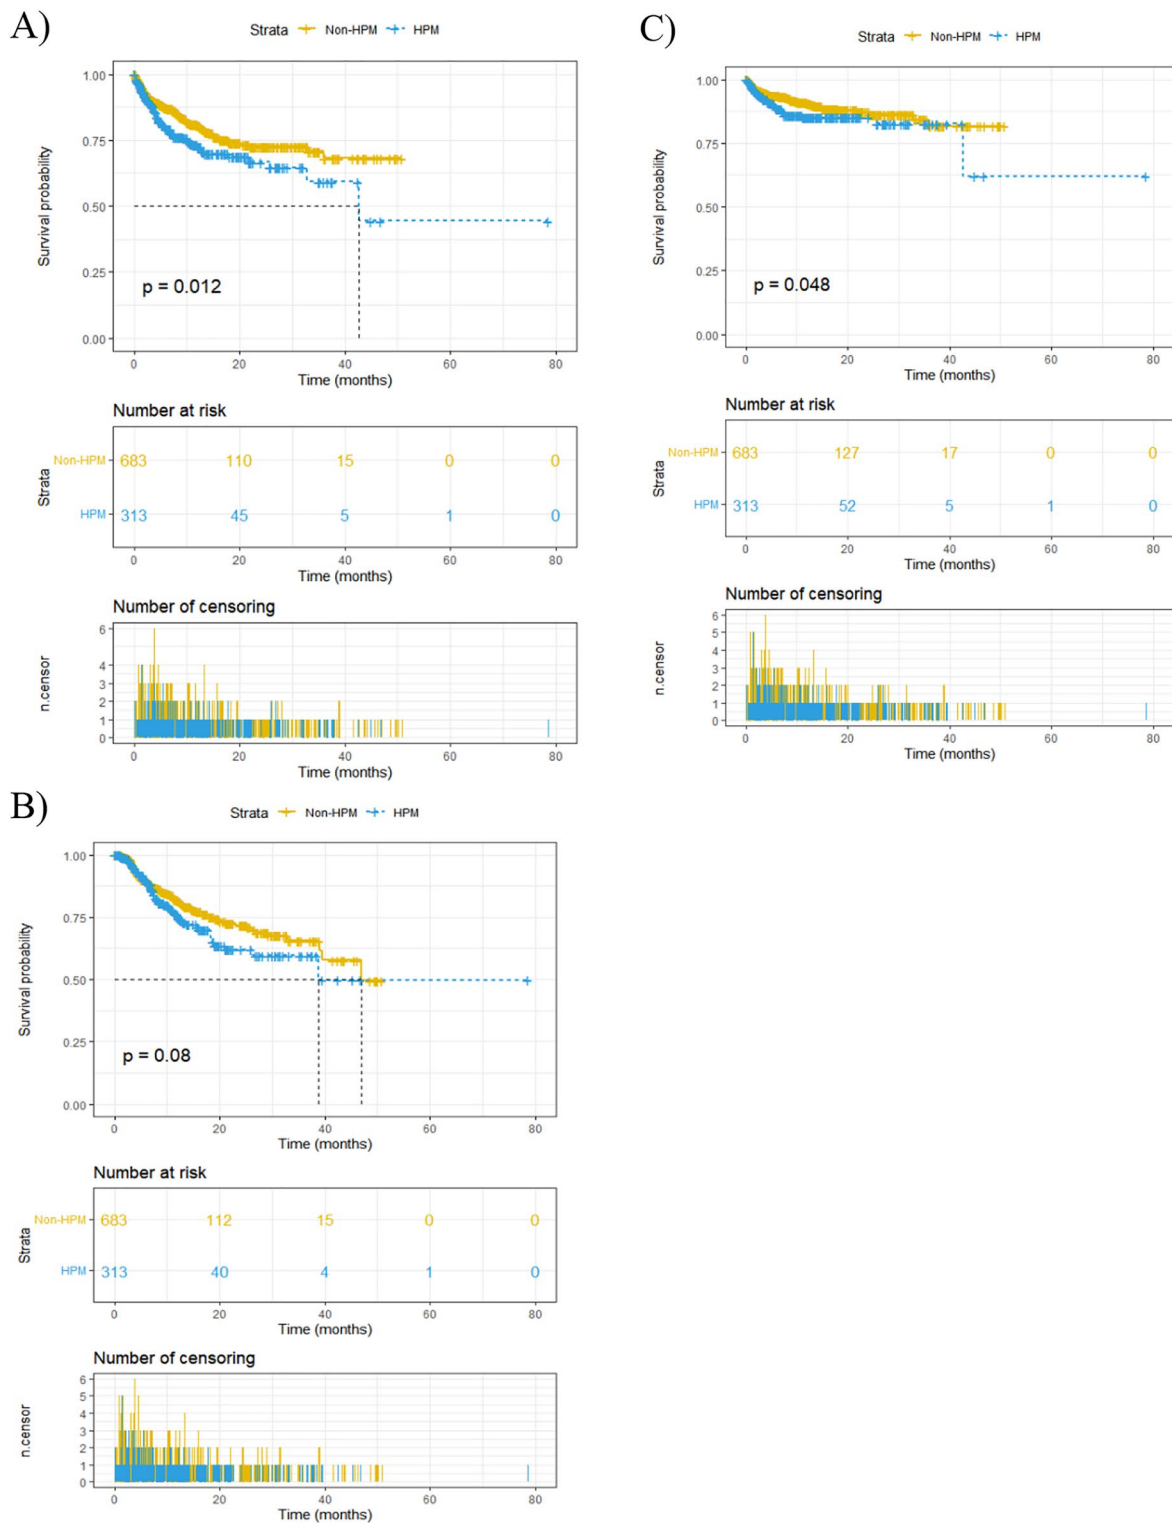 A)
Strata Non-HPM HPM
1.00
0.75
0.50
0.25
0.00
Survival probability
p = 0.012
0 20 40 60 80
Time (months)
Number at risk
Strata
Non-HPM 683 110 15 0 0
HPM 313 45 5 1 0
0 20 40 60 80
Time (months)
Number of censoring
n.censor
6
4
3
2
1
0
0 20 40 60 80
Time (months)
C)
Strata Non-HPM HPM
1.00
0.75
0.50
0.25
0.00
Survival probability
p = 0.048
0 20 40 60 80
Time (months)
Number at risk
Strata
Non-HPM 683 127 17 0 0
HPM 313 52 5 1 0
0 20 40 60 80
Time (months)
Number of censoring
n.censor
6
5
4
3
2
1
0
0 20 40 60 80
Time (months)
B)
Strata Non-HPM HPM
1.00
0.75
0.50
0.25
0.00
Survival probability
p = 0.08
0 20 40 60 80
Time (months)
Number at risk
Strata
Non-HPM 683 112 15 0 0
HPM 313 40 4 1 0
0 20 40 60 80
Time (months)
Number of censoring
n.censor
6
5
4
3
2
1
0
0 20 40 60 80
Time (months)